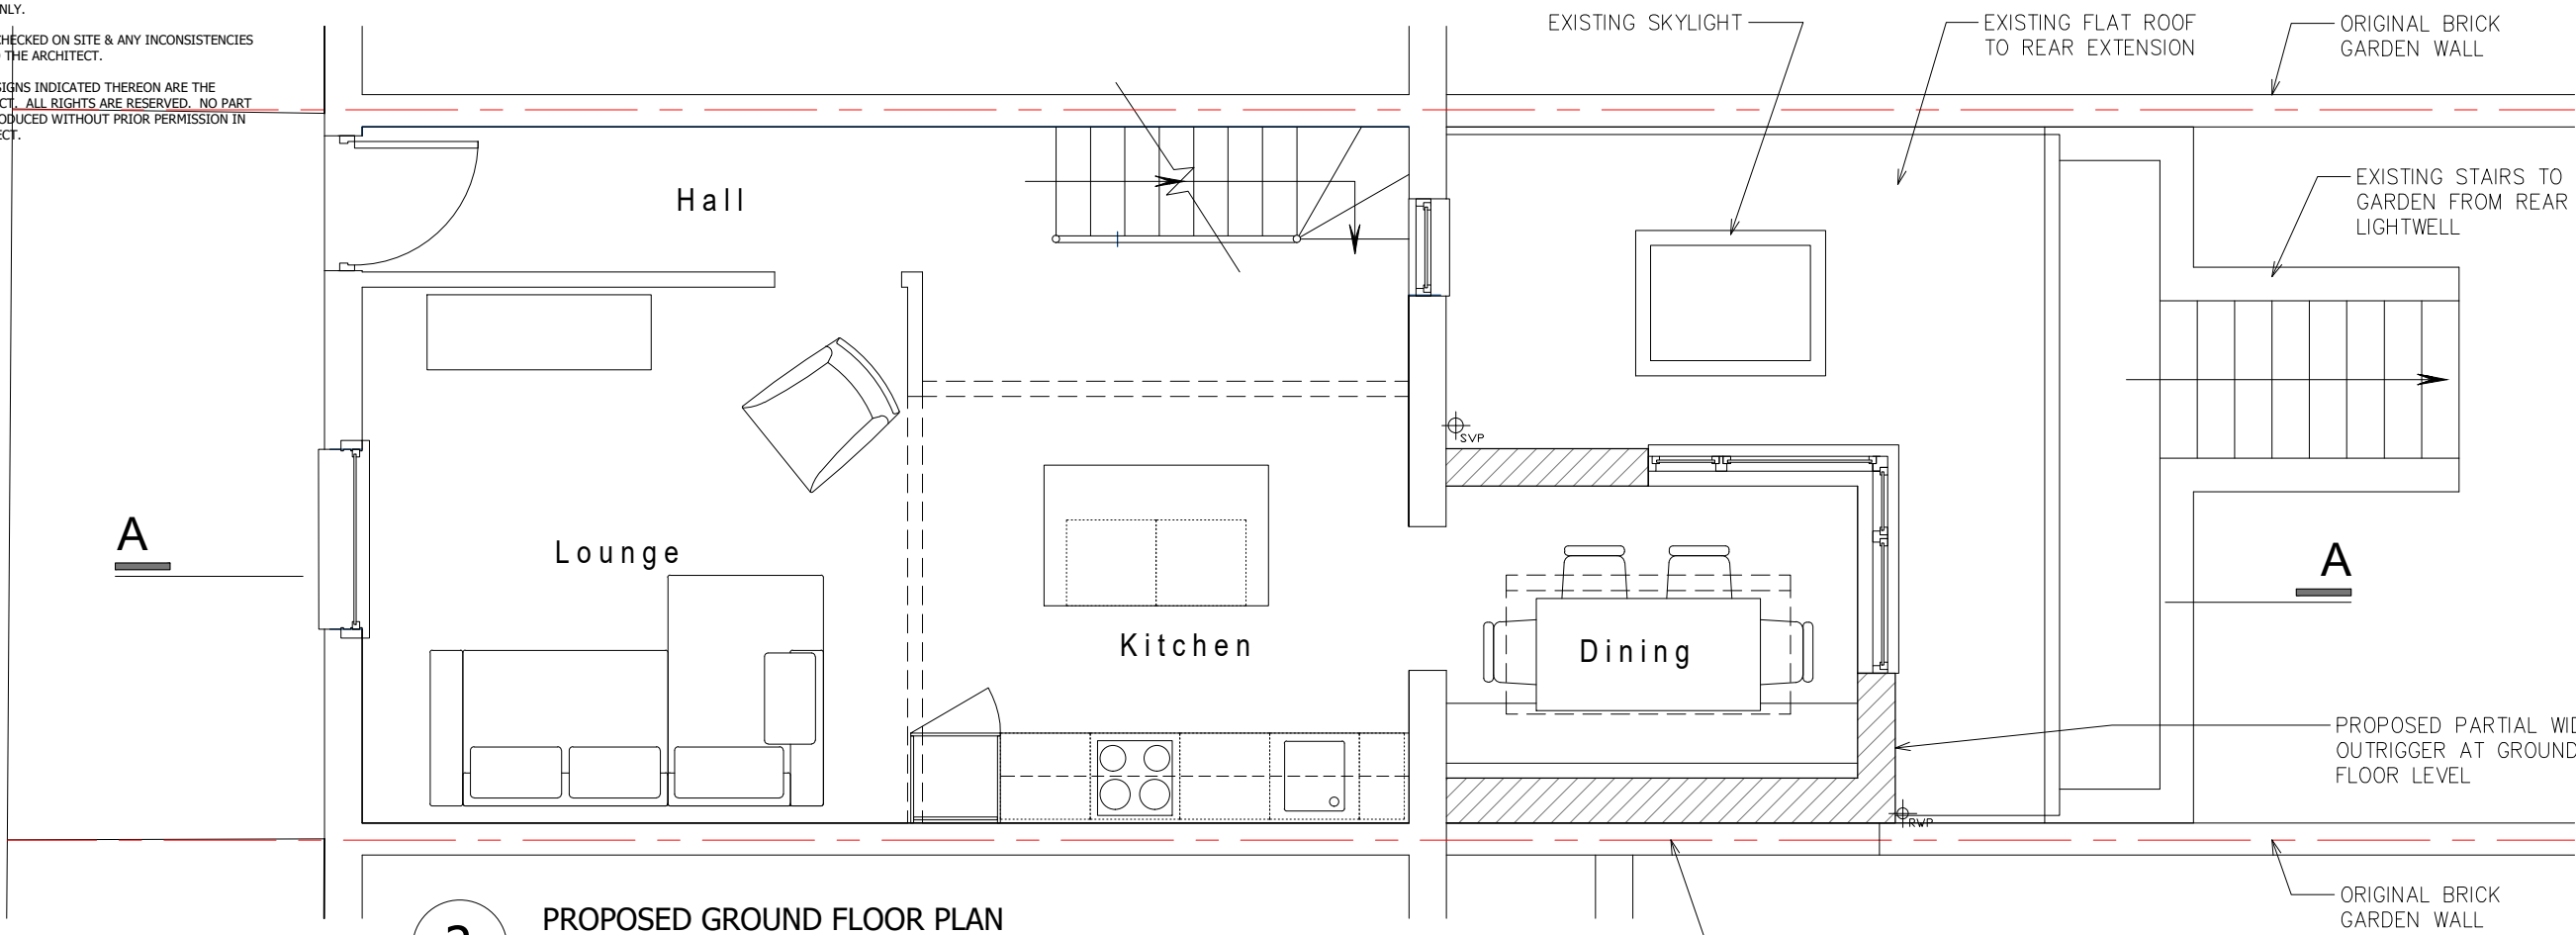 NLY.
HECKED ON SITE & ANY INCONSISTENCIES
THE ARCHITECT.
SIGNS INDICATED THEREON ARE THE
CT. ALL RIGHTS ARE RESERVED. NO PART
ODUCED WITHOUT PRIOR PERMISSION IN
ECT.
EXISTING SKYLIGHT
EXISTING FLAT ROOF
TO REAR EXTENSION
ORIGINAL BRICK
GARDEN WALL
EXISTING STAIRS TO
GARDEN FROM REAR
LIGHTWELL
Hall
SVP
A
Lounge
A
Kitchen
Dining
PROPOSED PARTIAL WID
OUTRIGGER AT GROUND
FLOOR LEVEL
RWP
ORIGINAL BRICK
GARDEN WALL
PROPOSED GROUND FLOOR PLAN